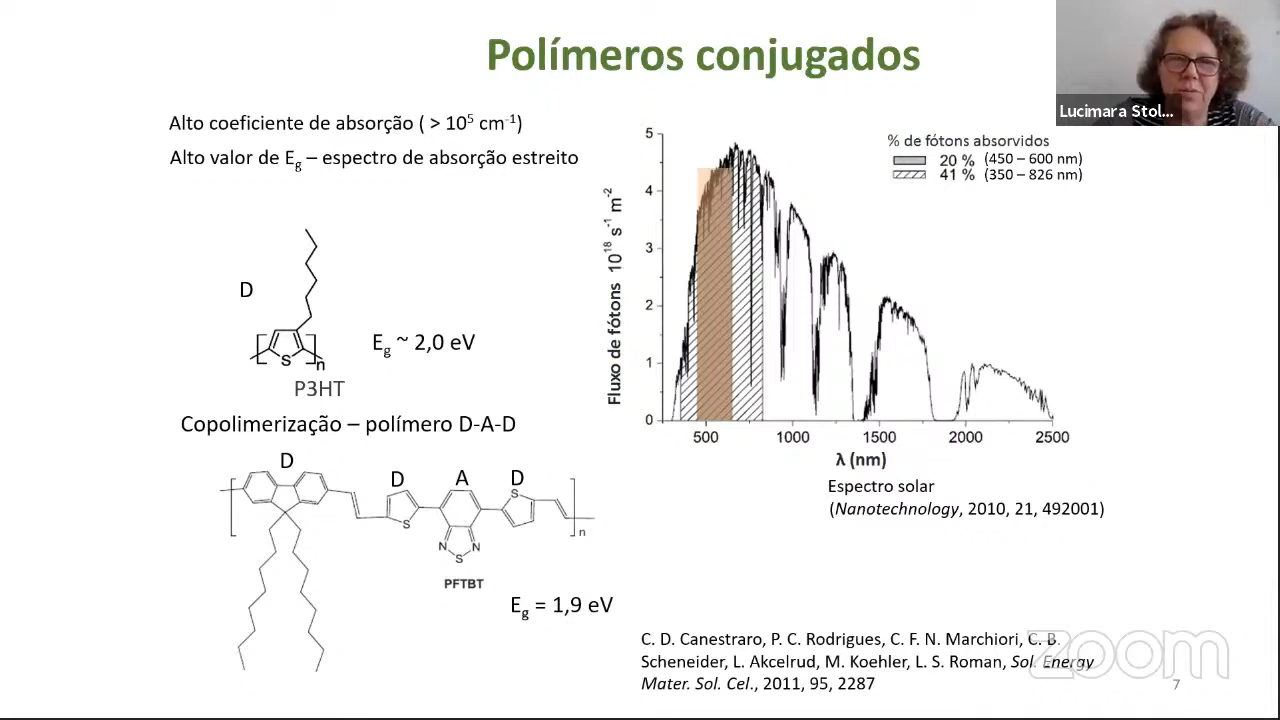 Polímeros conjugados
Lucimara Stol...
Alto coeficiente de absorção ( > 10⁵ cm⁻¹)
Alto valor de Eg – espectro de absorção estreito
D
S
n
Eg ~ 2,0 eV
P3HT
Copolimerização – polímero D-A-D
D
D
A
D
S
S
N
N
S
n
PFTBT
Eg = 1,9 eV
% de fótons absorvidos
20 % (450 – 600 nm)
41 % (350 – 826 nm)
Fluxo de fótons 10¹⁸ s⁻¹ m⁻²
5
4
3
2
1
0
500 1000 1500 2000 2500
λ (nm)
Espectro solar
(Nanotechnology, 2010, 21, 492001)
C. D. Canestraro, P. C. Rodrigues, C. F. N. Marchiori, C. B.
Scheneider, L. Akcelrud, M. Koehler, L. S. Roman, Sol. Energy
Mater. Sol. Cel., 2011, 95, 2287
zoom
7